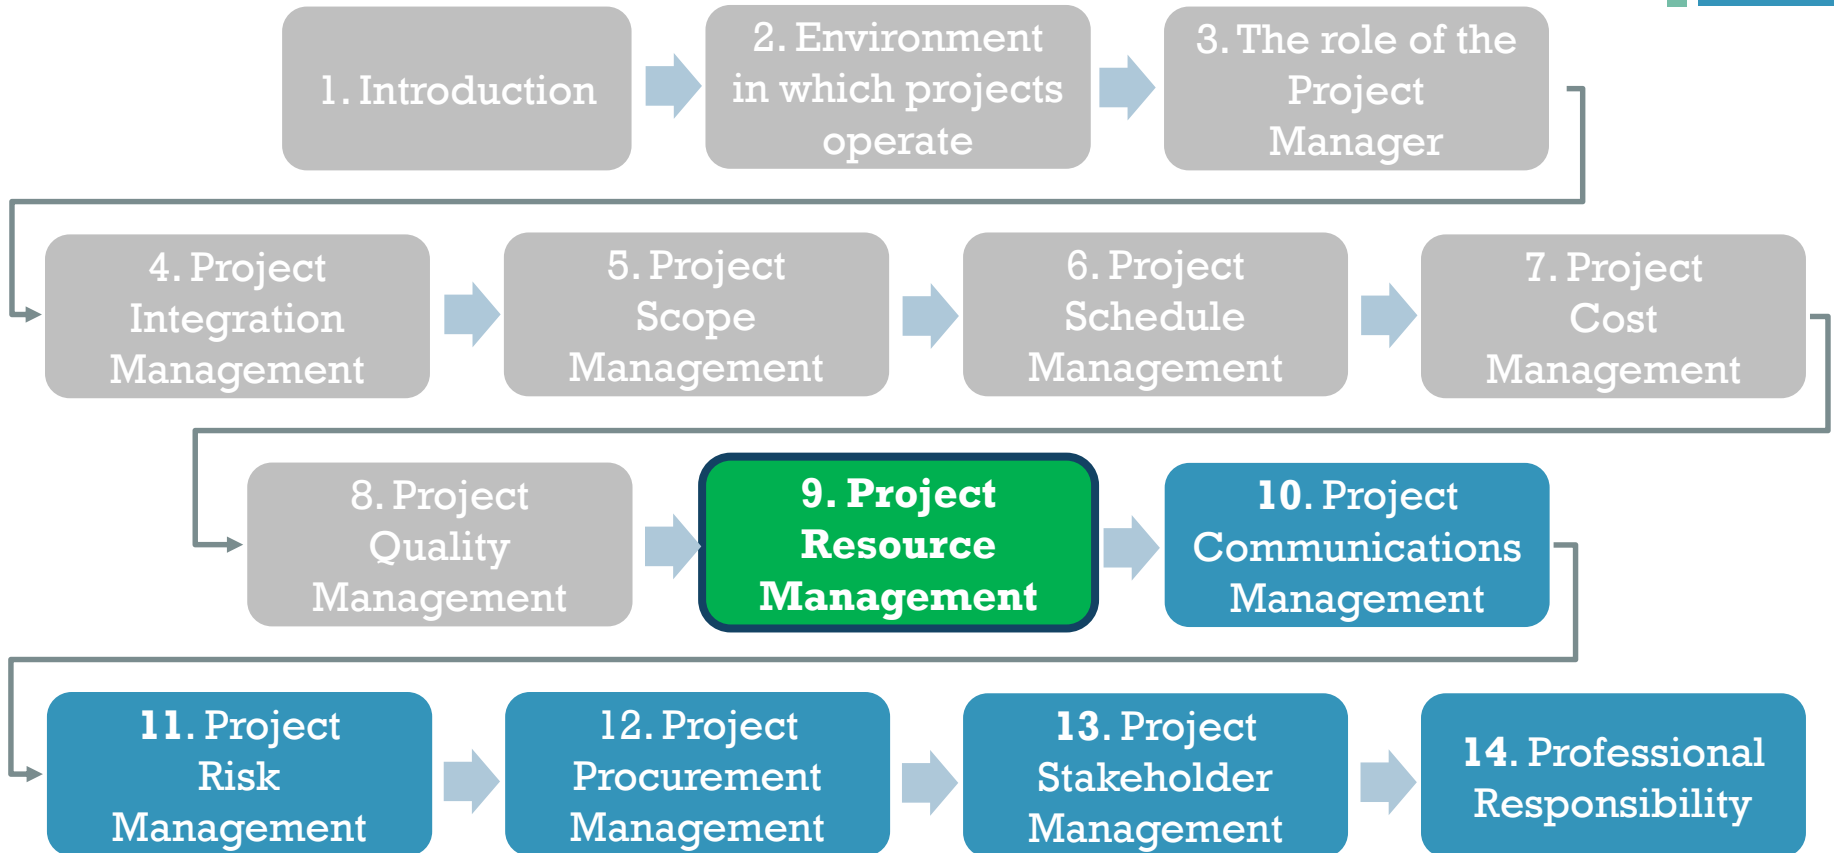 1. Introduction
2. Environment
in which projects
operate
3. The role of the
Project
Manager
4. Project
Integration
Management
5. Project
Scope
Management
6. Project
Schedule
Management
7. Project
Cost
Management
8. Project
Quality
Management
9. Project
Resource
Management
10. Project
Communications
Management
11. Project
Risk
Management
12. Project
Procurement
Management
13. Project
Stakeholder
Management
14. Professional
Responsibility